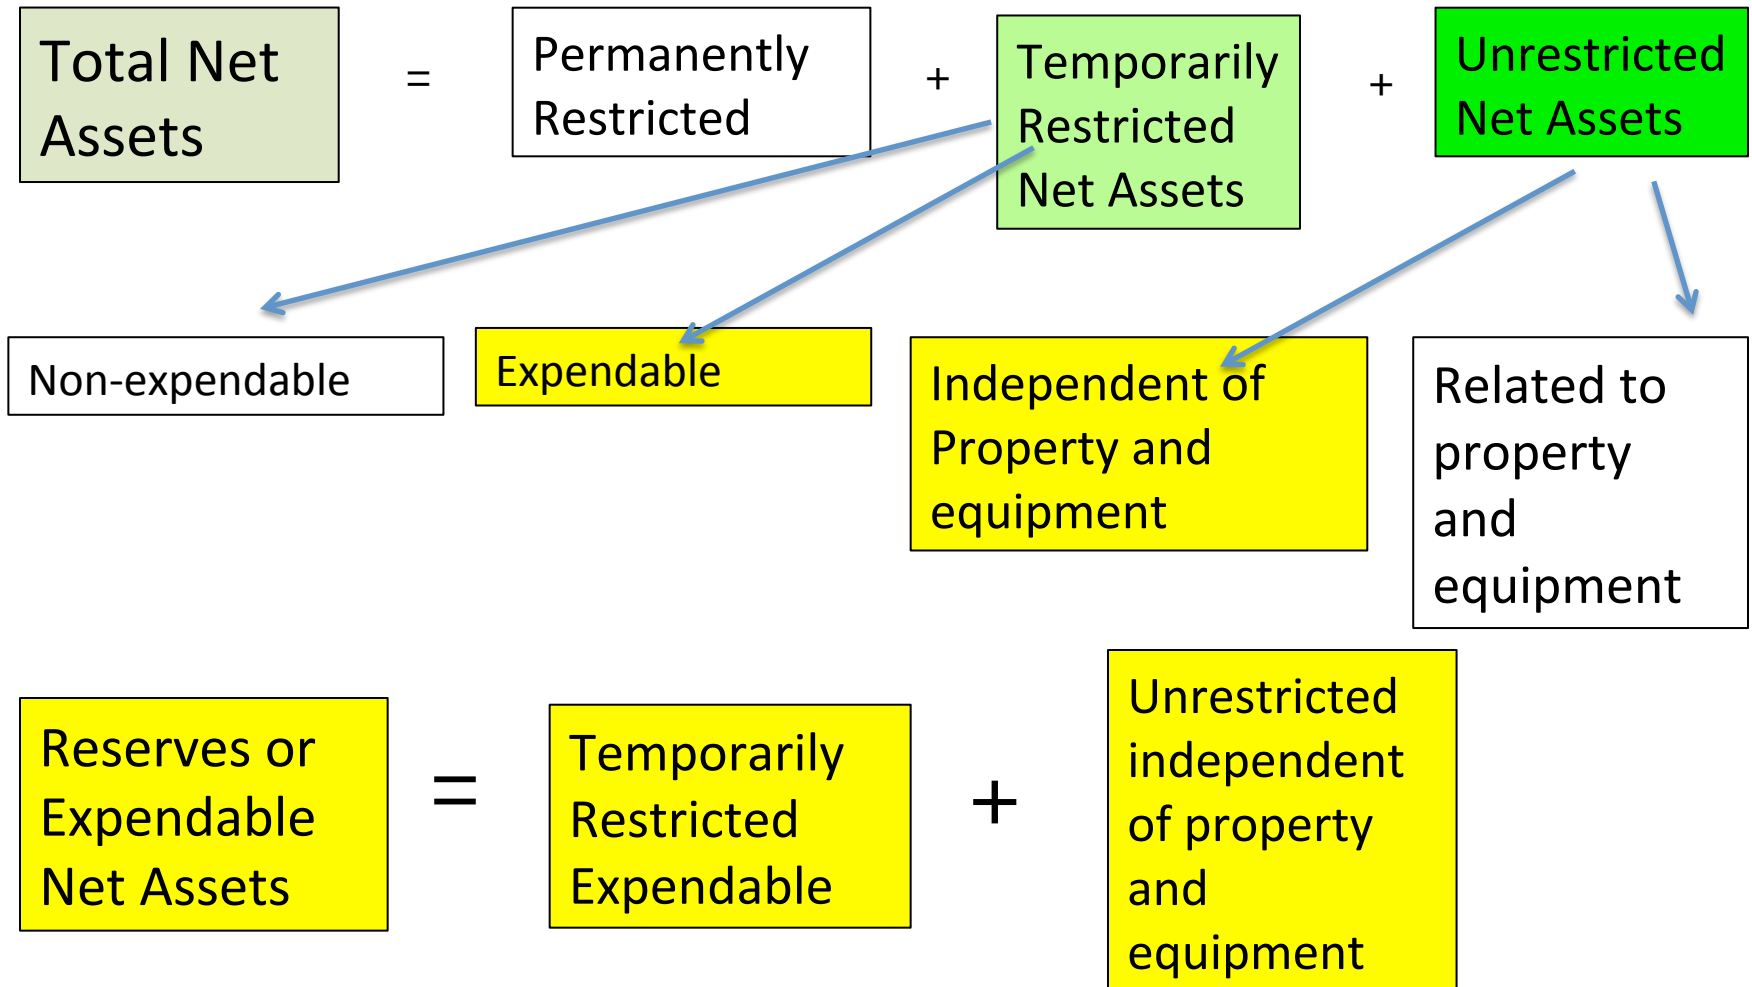 Total Net
Assets
=
Permanently
Restricted
+
Temporarily
Restricted
Net Assets
+
Unrestricted
Net Assets
Non-expendable
Expendable
Independent of
Property and
equipment
Related to
property
and
equipment
Reserves or
Expendable
Net Assets
=
Temporarily
Restricted
Expendable
+
Unrestricted
independent
of property
and
equipment